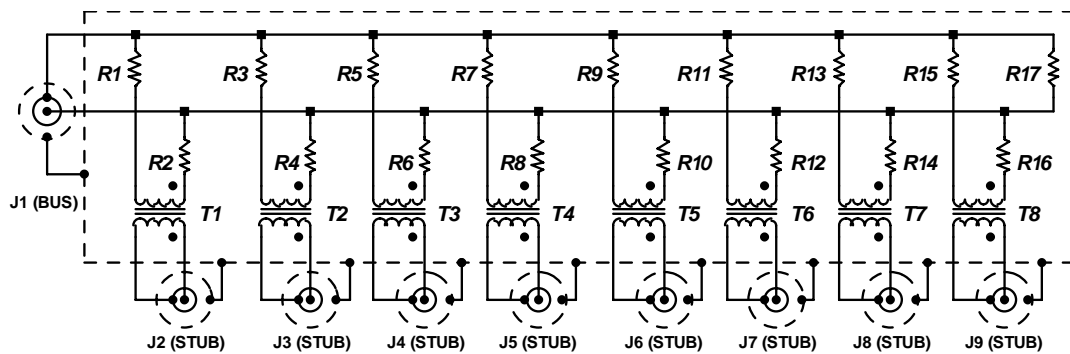 R1 R3 R5 R7 R9 R11 R13 R15 R17
R2 R4 R6 R8 R10 R12 R14 R16
J1 (BUS) T1 T2 T3 T4 T5 T6 T7 T8
J2 (STUB) J3 (STUB) J4 (STUB) J5 (STUB) J6 (STUB) J7 (STUB) J8 (STUB) J9 (STUB)